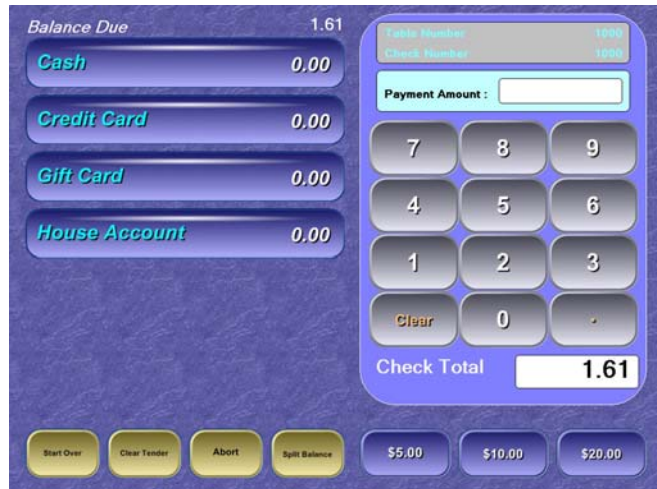 Balance Due 1.61
Cash 0.00
Credit Card 0.00
Gift Card 0.00
House Account 0.00
Table Number 1000
Check Number 1000
Payment Amount :
7 8 9
4 5 6
1 2 3
Clear 0 .
Check Total 1.61
Start Over Clear Tender Abort Split Balance $5.00 $10.00 $20.00